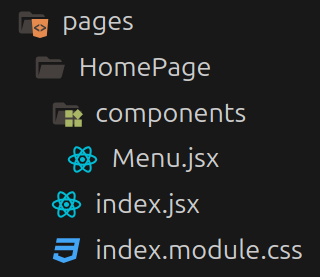 pages
HomePage
components
Menu.jsx
index.jsx
index.module.css